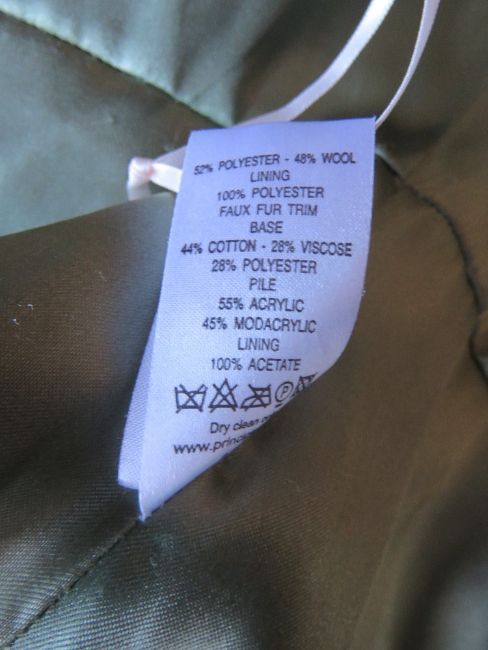 52% POLYESTER - 48% WOOL
LINING
100% POLYESTER
FAUX FUR TRIM
BASE
44% COTTON - 28% VISCOSE
28% POLYESTER
PILE
55% ACRYLIC
45% MODACRYLIC
LINING
100% ACETATE
P
Dry clean
www.princ